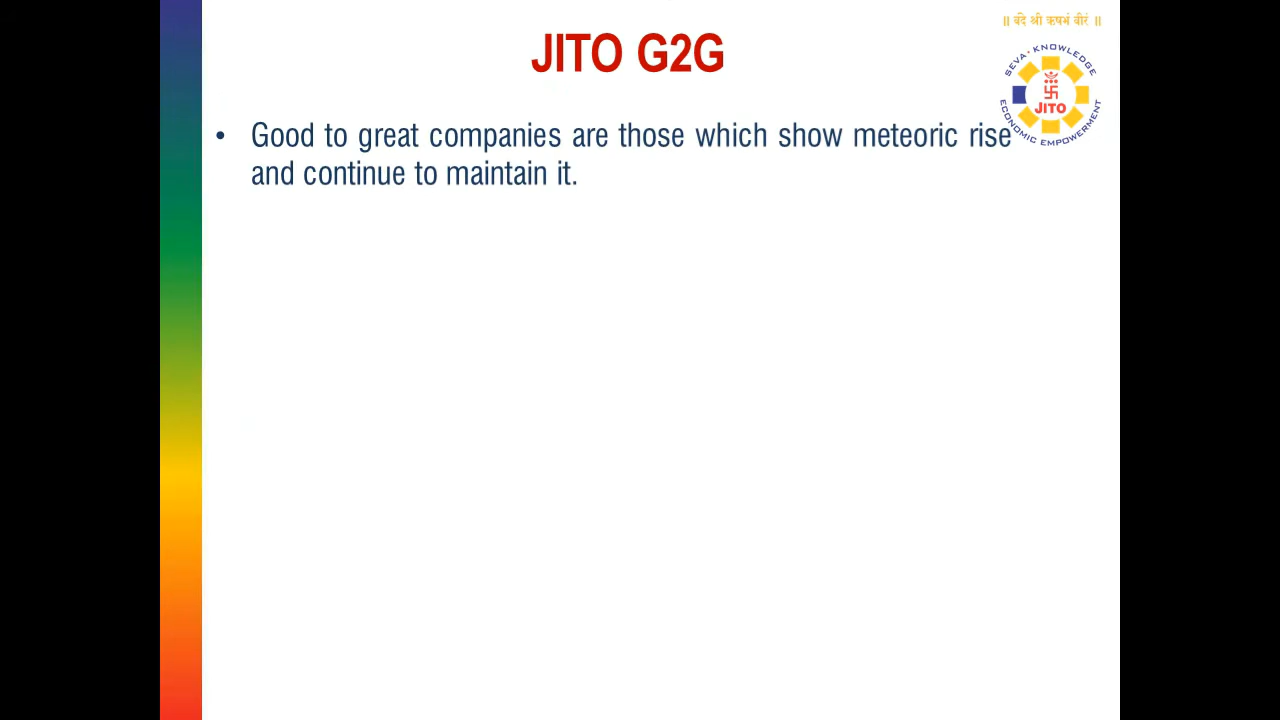 || वंदे श्री ऋषभं वीरं ||
JITO G2G
SEVA - KNOWLEDGE
JITO
ECONOMIC EMPOWERMENT
• Good to great companies are those which show meteoric rise
and continue to maintain it.